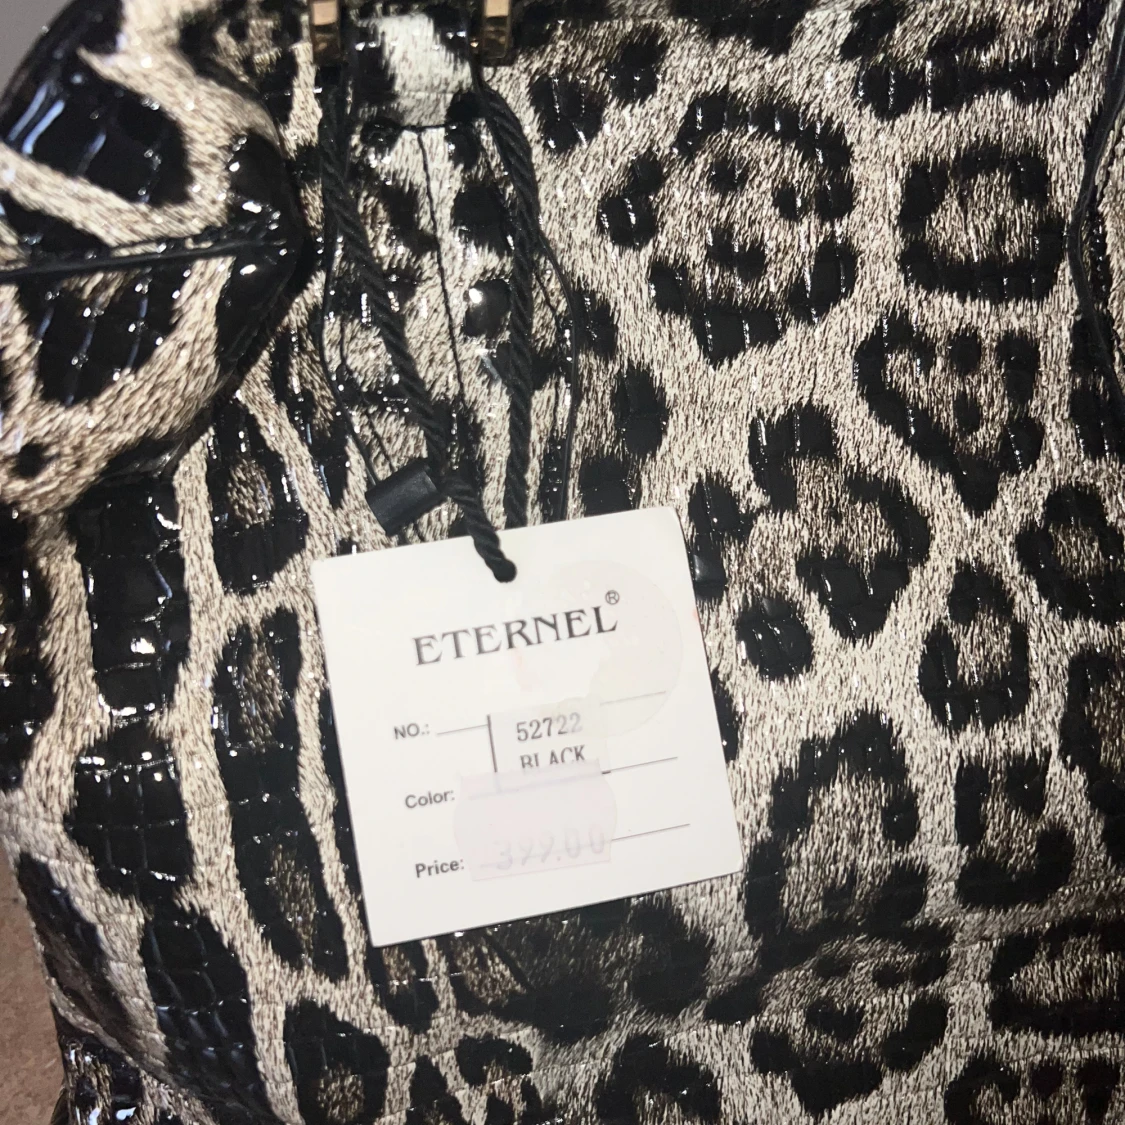 ETERNEL®
NO.: 52722
BLACK
Color:
Price: 399.00